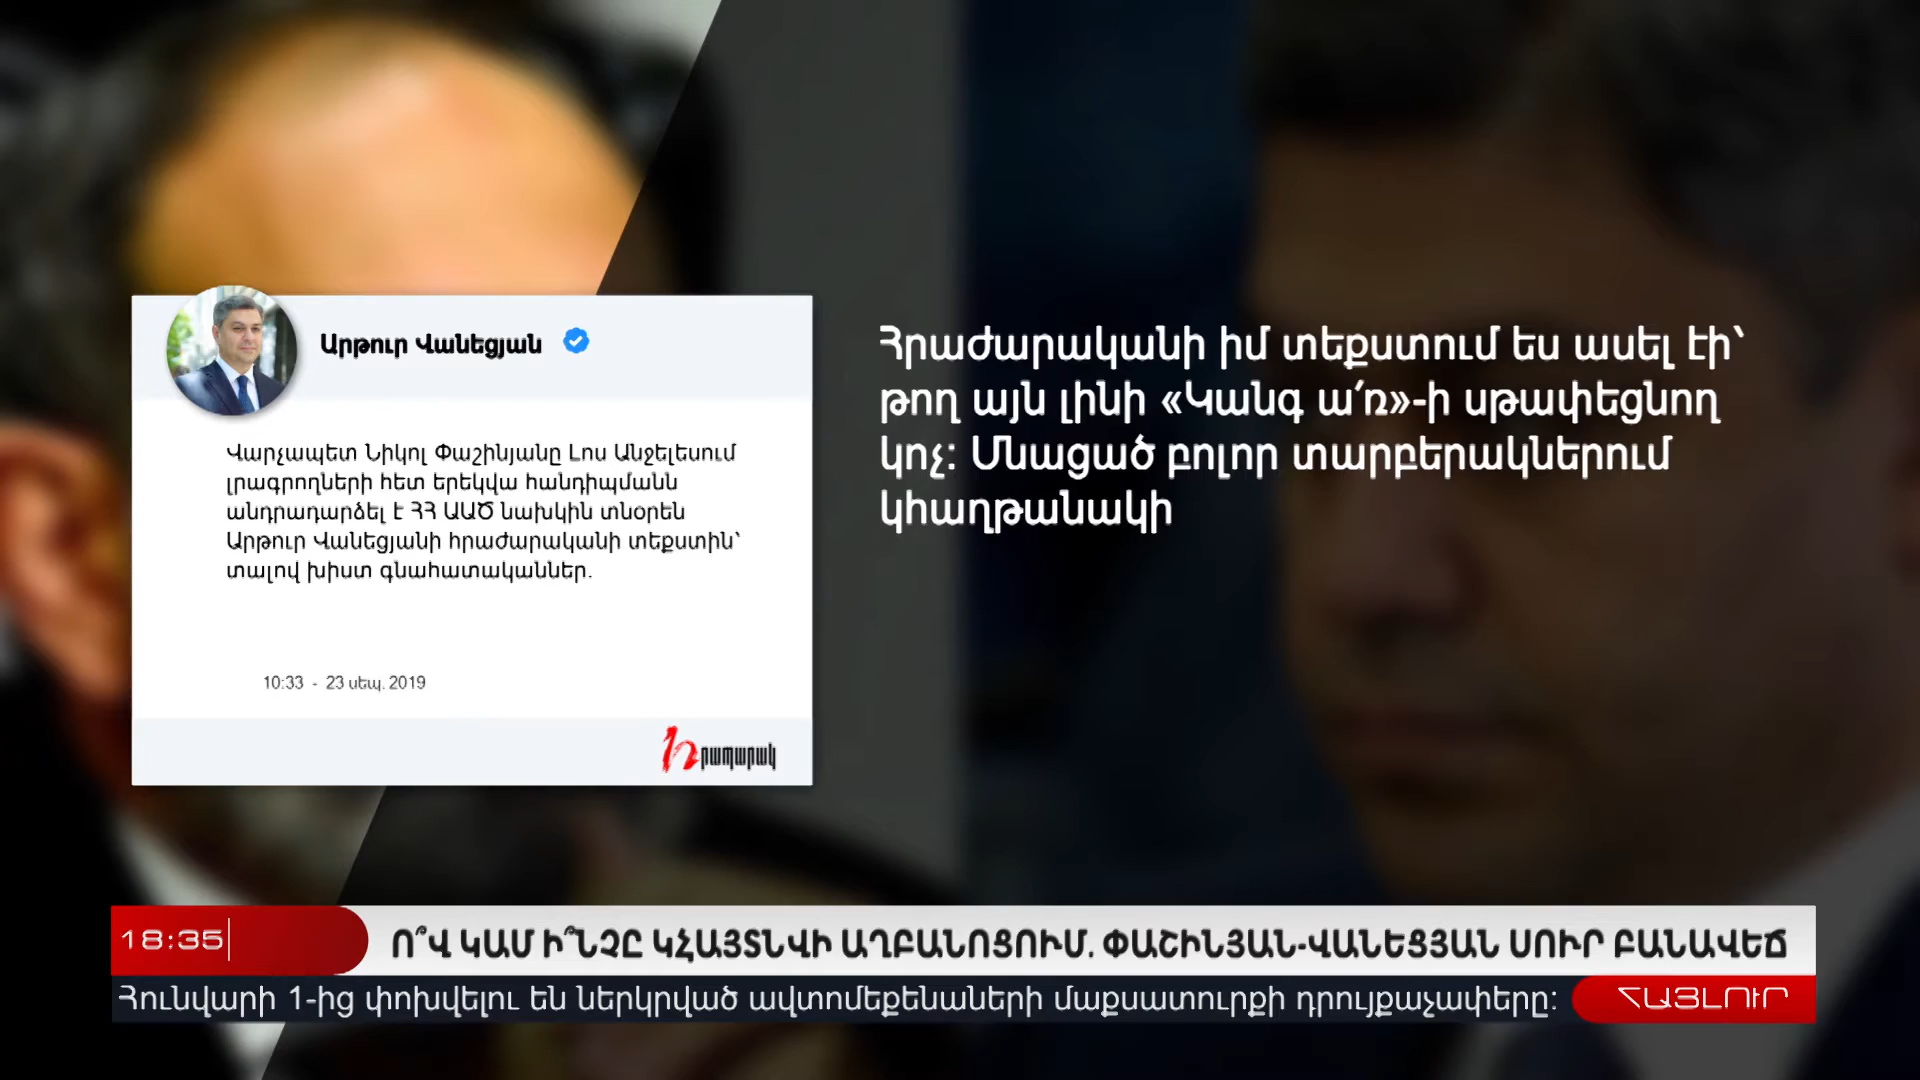 Արթուր Վանեցյան
Վարչապետ Նիկոլ Փաշինյանը Լոս Անջելեսում
լրագրողների հետ երեկվա հանդիպմանն
անդրադարձել է ՀՀ ԱԱԾ նախկին տնօրեն
Արթուր Վանեցյանի հրաժարականի տեքստին՝
տալով խիստ գնահատականներ.
10:33 - 23 սեպ. 2019
Հրապարակ
Հրաժարականի իմ տեքստում ես ասել էի՝
թող այն լինի «Կանգ ա՛ռ»-ի սթափեցնող
կոչ: Մնացած բոլոր տարբերակներում
կհաղթանակի
18:35
Ո՞Վ ԿԱՄ Ի՞ՆՉԸ ԿՀԱՅՏՆՎԻ ԱՂԲԱՆՈՑՈՒՄ. ՓԱՇԻՆՅԱՆ-ՎԱՆԵՑՅԱՆ ՍՈՒՐ ԲԱՆԱՎԵՃ
Հունվարի 1-ից փոխվելու են ներկրված ավտոմեքենաների մաքսատուրքի դրույքաչափերը:
ՀԱՅԼՈՒՐ